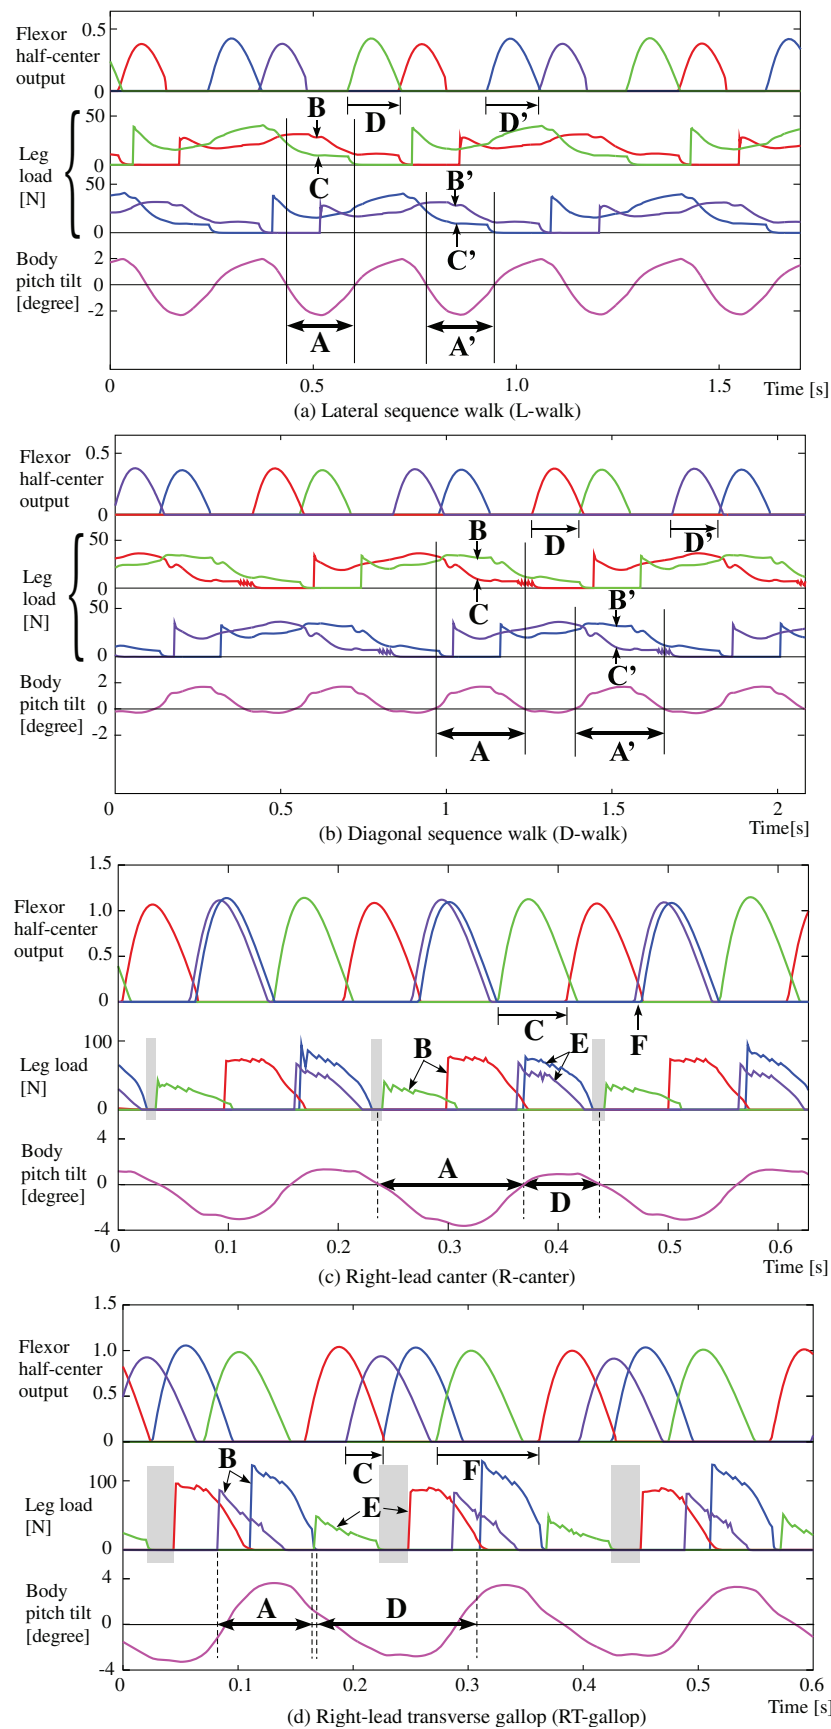 Flexor
half-center
output
0.5
0
D
D'
Leg
load
[N]
50
0
B
C
50
0
B'
C'
Body
pitch tilt
[degree]
2
0
-2
A
A'
0
0.5
1.0
1.5
Time [s]
(a) Lateral sequence walk (L-walk)
Flexor
half-center
output
0.5
0
D
D'
Leg
load
[N]
50
0
B
C
50
0
B'
C'
Body
pitch tilt
[degree]
2
0
-2
A
A'
0
0.5
1
1.5
2
Time[s]
(b) Diagonal sequence walk (D-walk)
Flexor
half-center
output
1.5
1.0
0.5
0
C
F
Leg load
[N]
100
0
B
E
Body
pitch tilt
[degree]
4
0
-4
A
D
0
0.1
0.2
0.3
0.4
0.5
0.6
Time [s]
(c) Right-lead canter (R-canter)
Flexor
half-center
output
1.5
1.0
0.5
0
C
F
Leg load
[N]
100
0
B
E
Body
pitch tilt
[degree]
4
0
-4
A
D
0
0.1
0.2
0.3
0.4
0.5
0.6
Time [s]
(d) Right-lead transverse gallop (RT-gallop)